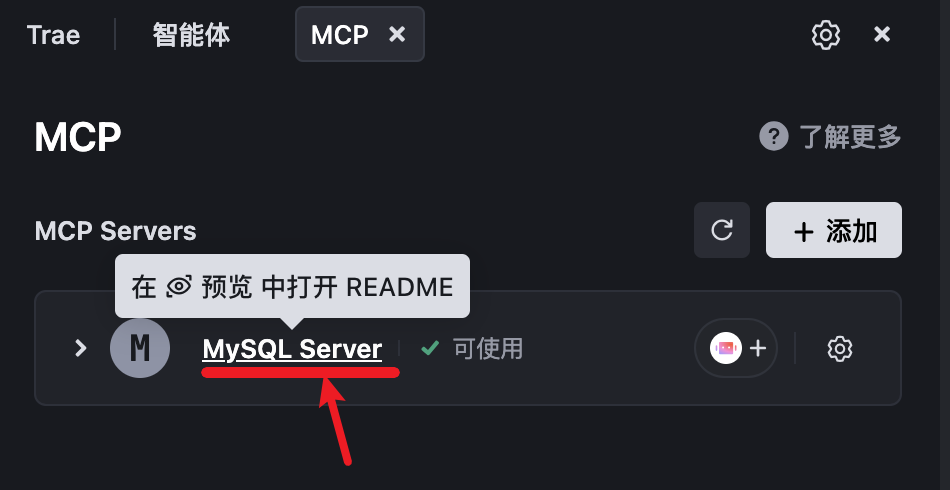 Trae 智能体 MCP
MCP
? 了解更多
MCP Servers
+ 添加
在 预览 中打开 README
M MySQL Server 可使用 +